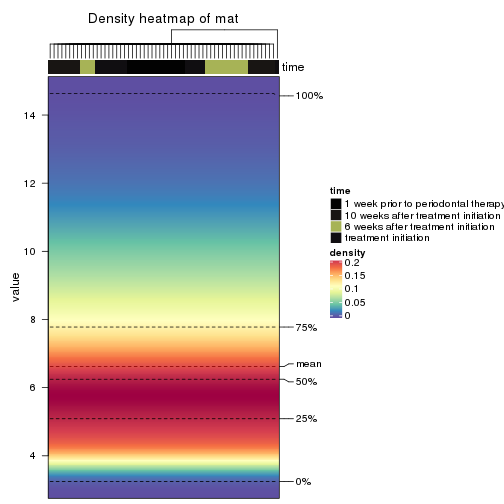 Density heatmap of mat
time
100%
14
12
10
value
8
75%
mean
6
50%
25%
4
0%
time
1 week prior to periodontal therapy
10 weeks after treatment initiation
6 weeks after treatment initiation
treatment initiation
density
0.2
0.15
0.1
0.05
0